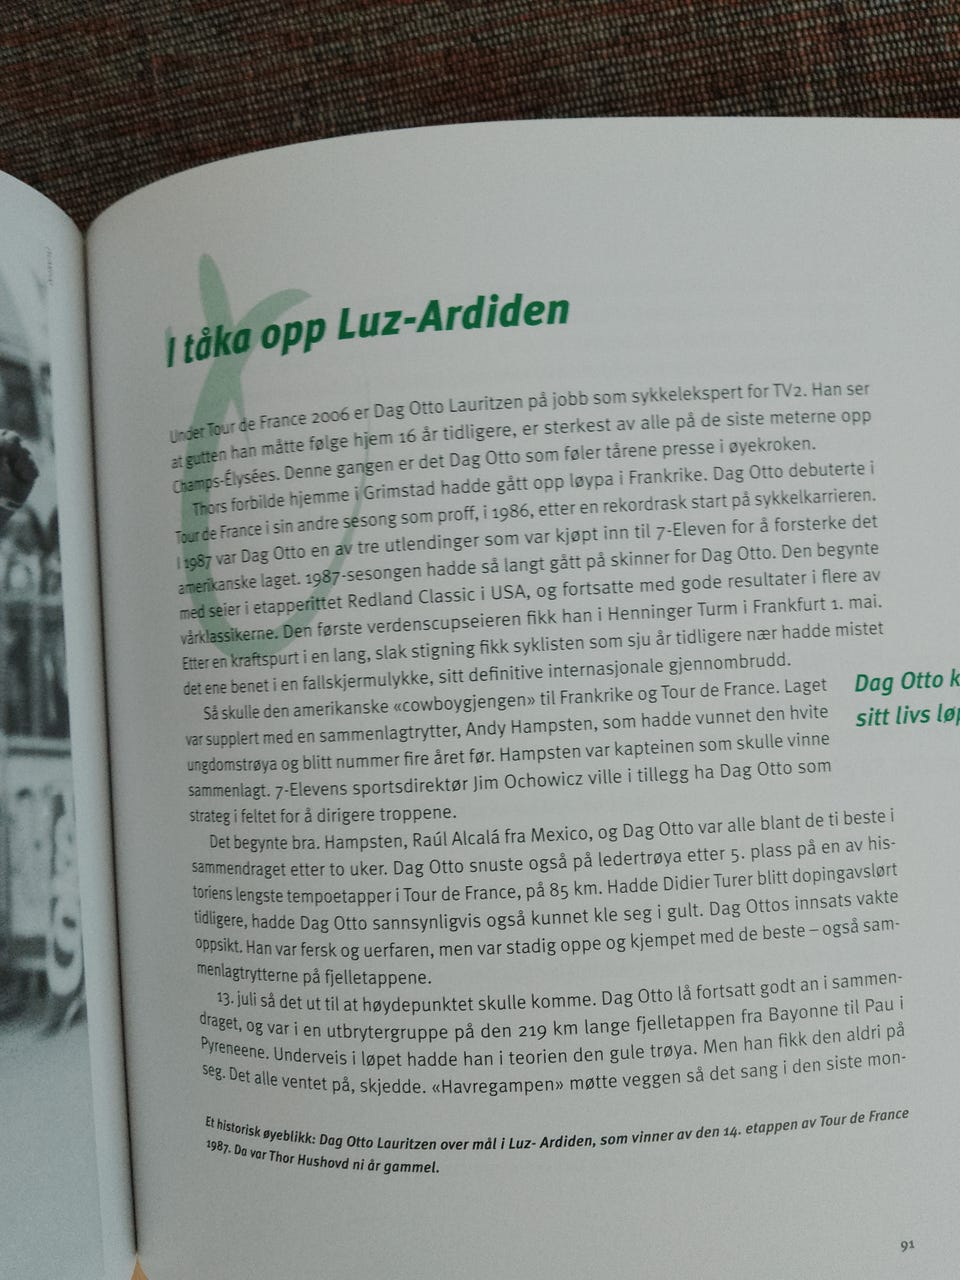 I tåka opp Luz-Ardiden
Under Tour de France 2006 er Dag Otto Lauritzen på jobb som sykkelekspert for TV2. Han ser
at gutten han måtte følge hjem 16 år tidligere, er sterkest av alle på de siste meterne opp
Champs-Élysées. Denne gangen er det Dag Otto som føler tårene presse i øyekroken.
Thors forbilde hjemme i Grimstad hadde gått opp løypa i Frankrike. Dag Otto debuterte i
Tour de France i sin andre sesong som proff, i 1986, etter en rekordrask start på sykkelkarrieren.
I 1987 var Dag Otto en av tre utlendinger som var kjøpt inn til 7-Eleven for å forsterke det
amerikanske laget. 1987-sesongen hadde så langt gått på skinner for Dag Otto. Den begynte
med seier i etapperittet Redland Classic i USA, og fortsatte med gode resultater i flere av
vårklassikerne. Den første verdenscupseieren fikk han i Henninger Turm i Frankfurt 1. mai.
Etter en kraftspurt i en lang, slak stigning fikk syklisten som sju år tidligere nær hadde mistet
det ene benet i en fallskjermulykke, sitt definitive internasjonale gjennombrudd.
Så skulle den amerikanske «cowboygjengen» til Frankrike og Tour de France. Laget
var supplert med en sammenlagtrytter, Andy Hampsten, som hadde vunnet den hvite
ungdomstrøya og blitt nummer fire året før. Hampsten var kapteinen som skulle vinne
sammenlagt. 7-Elevens sportsdirektør Jim Ochowicz ville i tillegg ha Dag Otto som
strateg i feltet for å dirigere troppene.
Dag Otto k
sitt livs løp
Det begynte bra. Hampsten, Raúl Alcalá fra Mexico, og Dag Otto var alle blant de ti beste i
sammendraget etter to uker. Dag Otto snuste også på ledertrøya etter 5. plass på en av his-
toriens lengste tempoetapper i Tour de France, på 85 km. Hadde Didier Turer blitt dopingavslørt
tidligere, hadde Dag Otto sannsynligvis også kunnet kle seg i gult. Dag Ottos innsats vakte
oppsikt. Han var fersk og uerfaren, men var stadig oppe og kjempet med de beste – også sam-
menlagtrytterne på fjelletappene.
13. juli så det ut til at høydepunktet skulle komme. Dag Otto lå fortsatt godt an i sammen-
draget, og var i en utbrytergruppe på den 219 km lange fjelletappen fra Bayonne til Pau i
Pyreneene. Underveis i løpet hadde han i teorien den gule trøya. Men han fikk den aldri på
seg. Det alle ventet på, skjedde. «Havregampen» møtte veggen så det sang i den siste mon-
Et historisk øyeblikk: Dag Otto Lauritzen over mål i Luz- Ardiden, som vinner av den 14. etappen av Tour de France
1987. Da var Thor Hushovd ni år gammel.
91